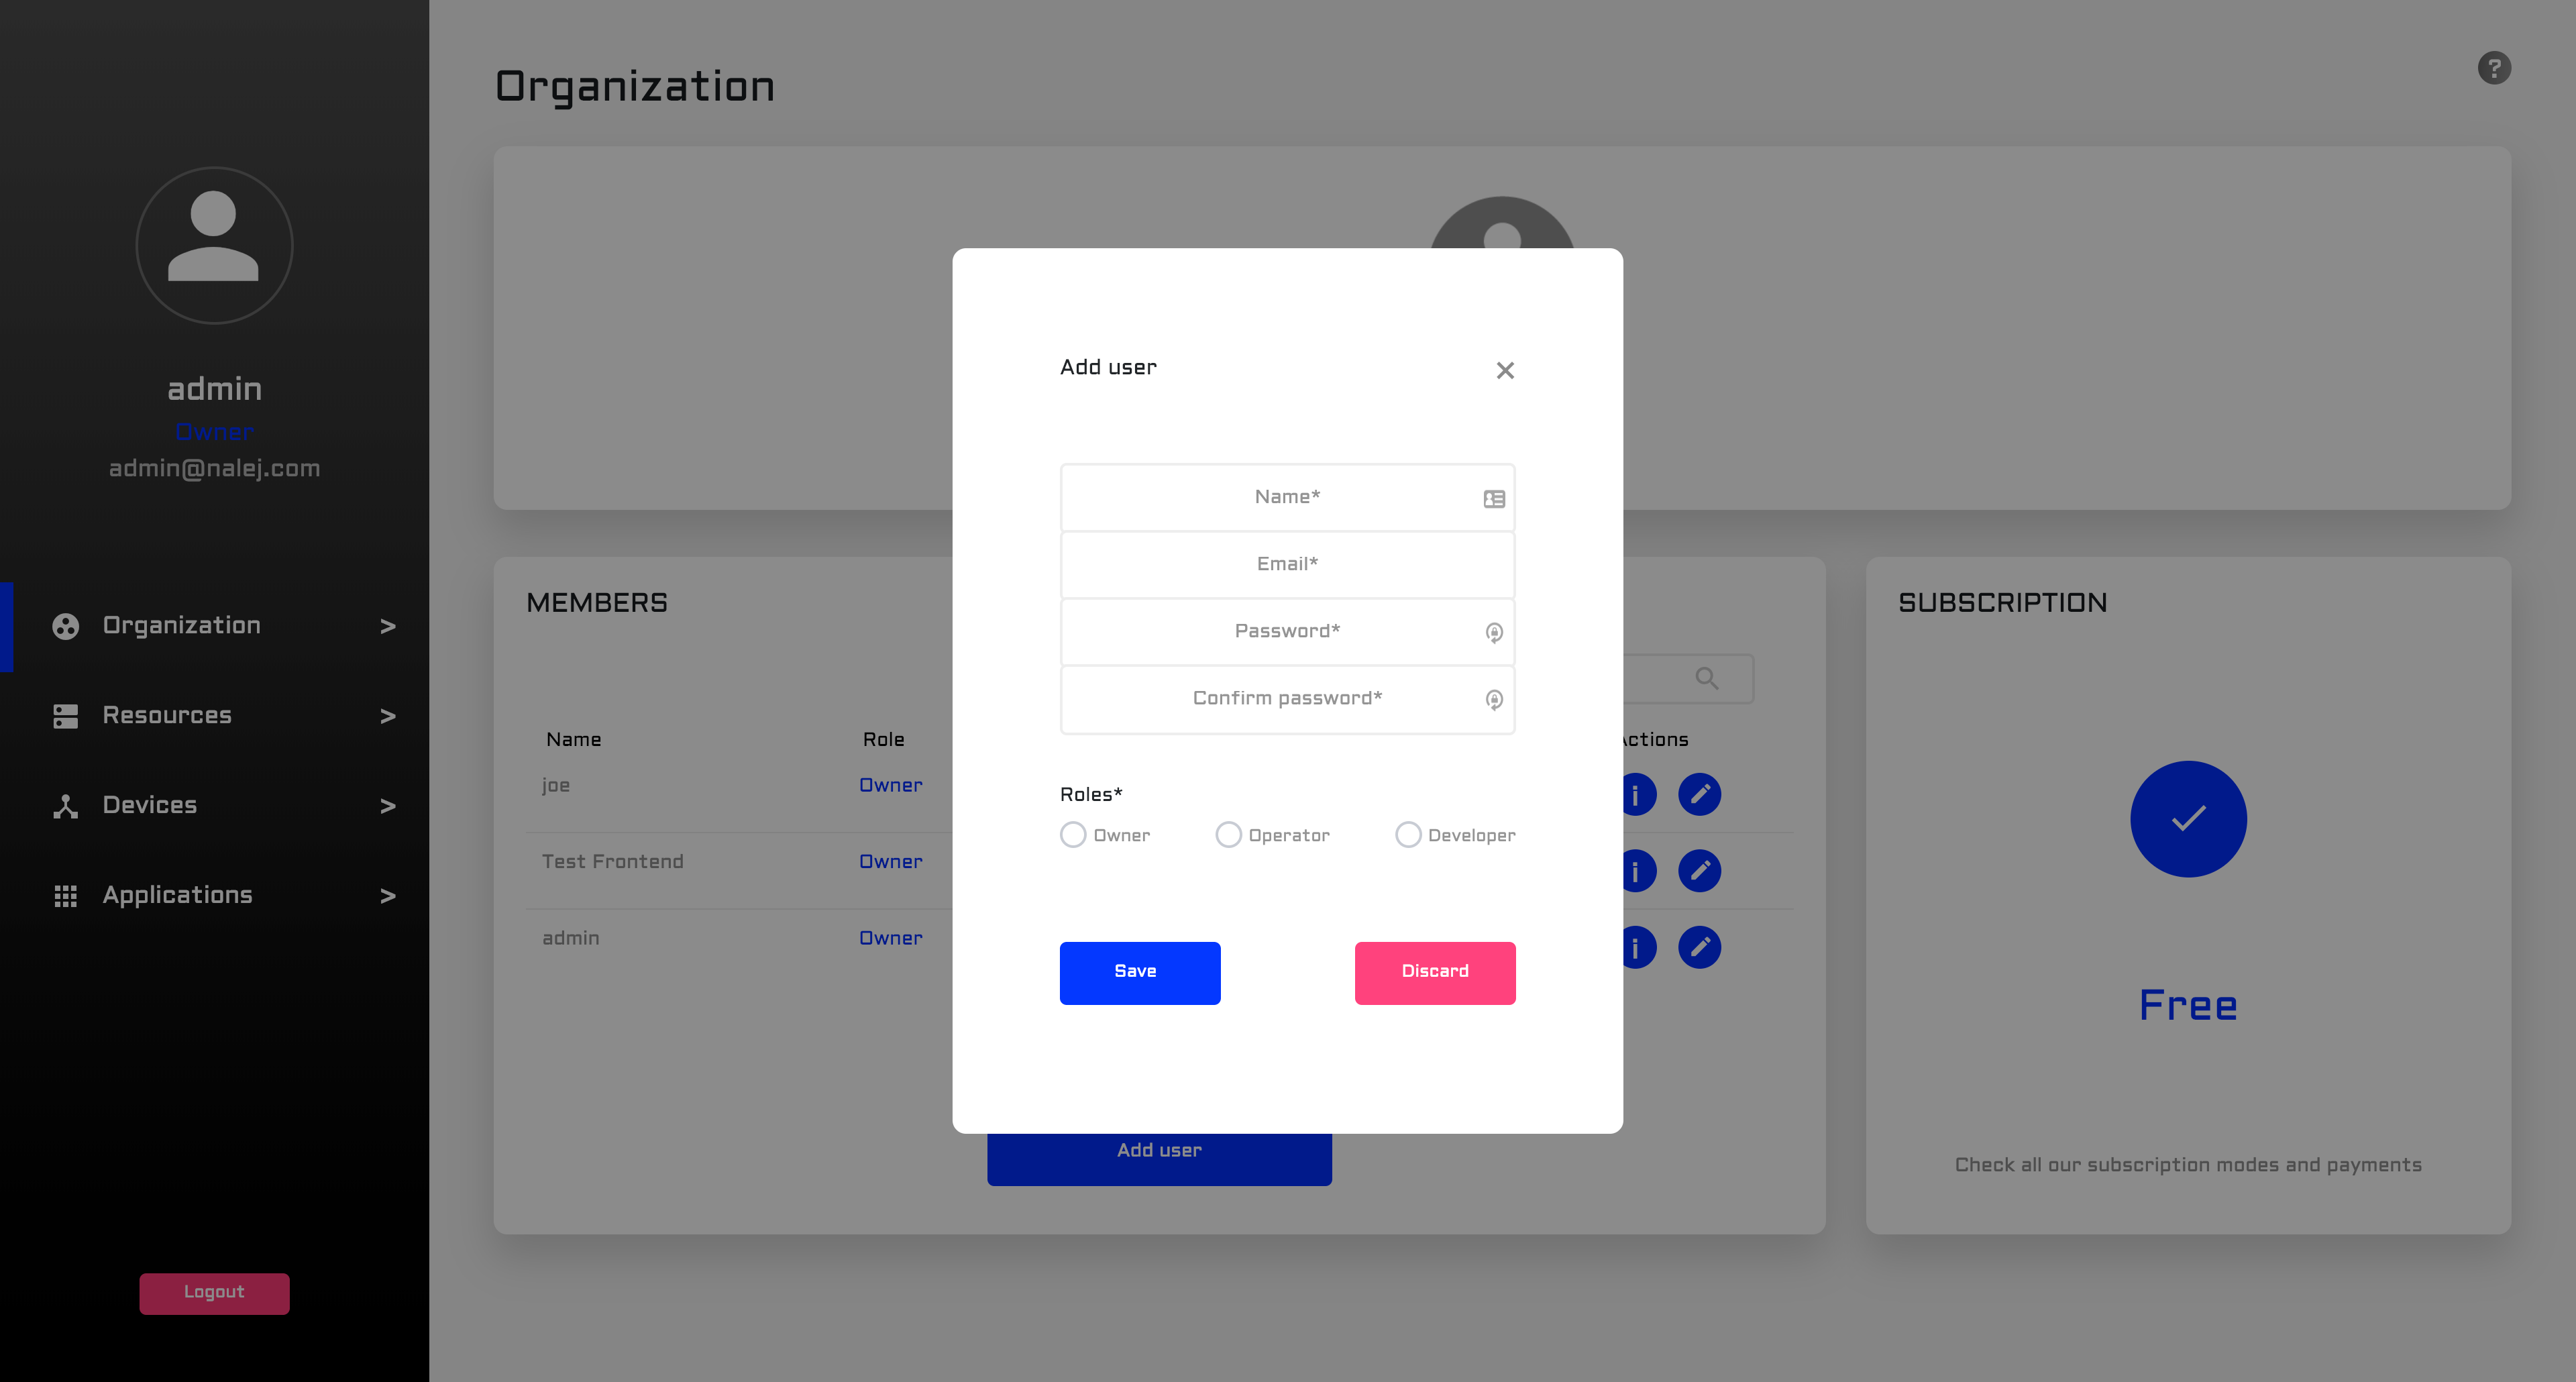 admin
Owner
admin@nalej.com
Organization >
Resources >
Devices >
Applications >
Logout
Organization
?
MEMBERS
Name Role Actions
joe Owner
Test Frontend Owner
admin Owner
Add user
SUBSCRIPTION
Free
Check all our subscription modes and payments
Add user
Name*
Email*
Password*
Confirm password*
Roles*
Owner Operator Developer
Save Discard